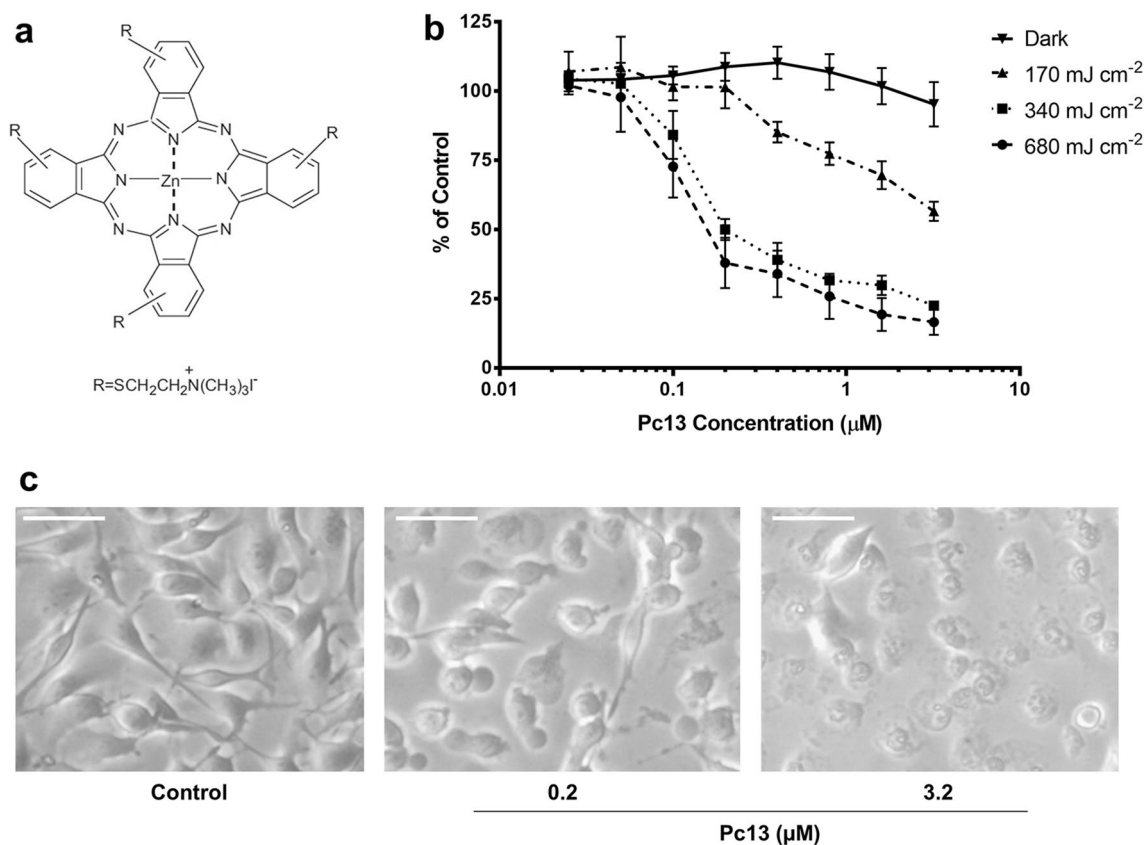 a
R
R
R
R
N
N
N
N
N
N
N
N
Zn
R=SCH₂CH₂N⁺(CH₃)₃I⁻
b
% of Control
125
100
75
50
25
0
0.01
0.1
1
10
Pc13 Concentration (µM)
Dark
170 mJ cm⁻²
340 mJ cm⁻²
680 mJ cm⁻²
c
Control
0.2
3.2
Pc13 (µM)